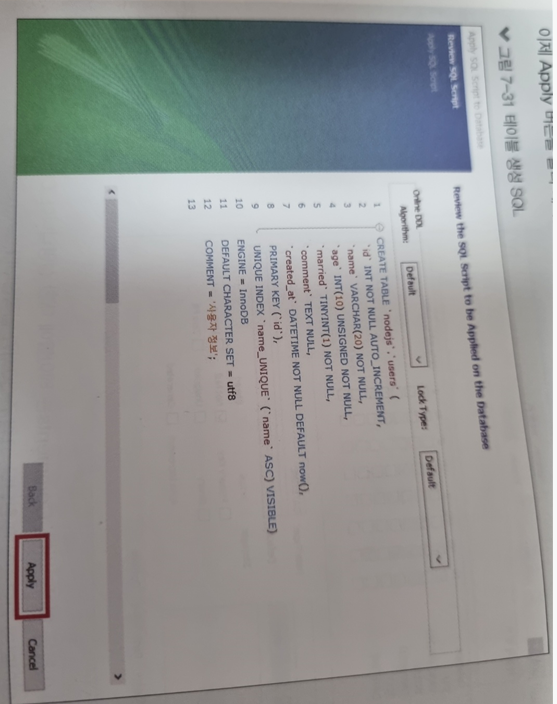 이제 Apply 버튼을
그림 7-31 테이블 생성 SQL
Apply SQL Script to Database
Review SQL Script
Apply SQL Script
Review the SQL Script to be Applied on the Database
Online DDL
Algorithm: Default Lock Type: Default
1 CREATE TABLE `nodejs`.`users` (
2 `id` INT NOT NULL AUTO_INCREMENT,
3 `name` VARCHAR(20) NOT NULL,
4 `age` INT(10) UNSIGNED NOT NULL,
5 `married` TINYINT(1) NOT NULL,
6 `comment` TEXT NULL,
7 `created_at` DATETIME NOT NULL DEFAULT now(),
8 PRIMARY KEY (`id`),
9 UNIQUE INDEX `name_UNIQUE` (`name` ASC) VISIBLE)
10 ENGINE = InnoDB
11 DEFAULT CHARACTER SET = utf8
12 COMMENT = '사용자 정보';
13
Back Apply Cancel